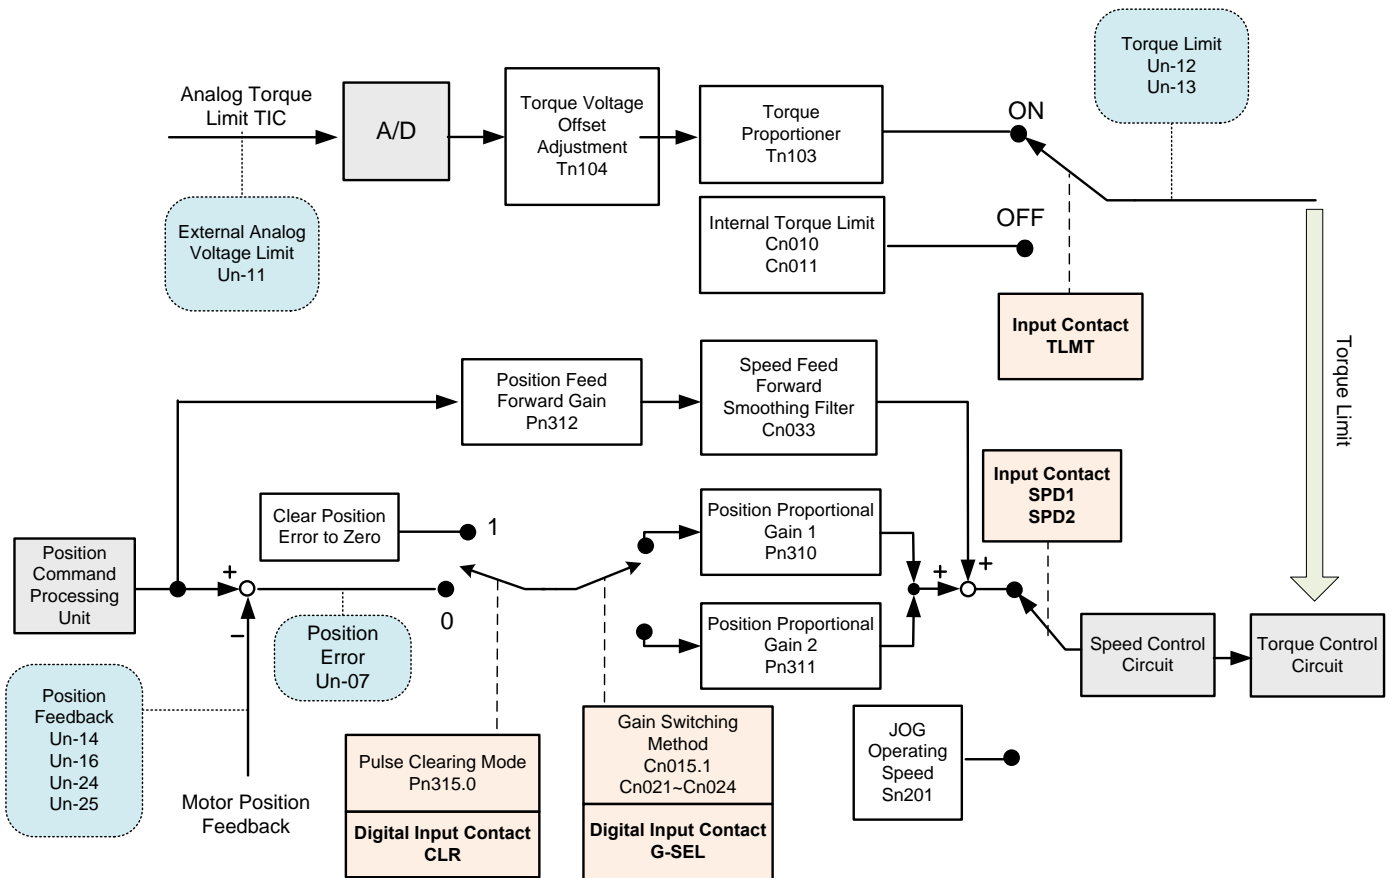 Torque Limit
Un-12
Un-13
Analog Torque
Limit TIC
A/D
Torque Voltage
Offset
Adjustment
Tn104
Torque
Proportioner
Tn103
ON
External Analog
Voltage Limit
Un-11
Internal Torque Limit
Cn010
Cn011
OFF
Input Contact
TLMT
Torque Limit
Position Feed
Forward Gain
Pn312
Speed Feed
Forward
Smoothing Filter
Cn033
Input Contact
SPD1
SPD2
Clear Position
Error to Zero
1
Position Proportional
Gain 1
Pn310
Position
Command
Processing
Unit
+
−
0
+
+
Position
Error
Un-07
Position Proportional
Gain 2
Pn311
Speed Control
Circuit
Torque Control
Circuit
Position
Feedback
Un-14
Un-16
Un-24
Un-25
Motor Position
Feedback
Pulse Clearing Mode
Pn315.0
Digital Input Contact
CLR
Gain Switching
Method
Cn015.1
Cn021~Cn024
Digital Input Contact
G-SEL
JOG
Operating
Speed
Sn201